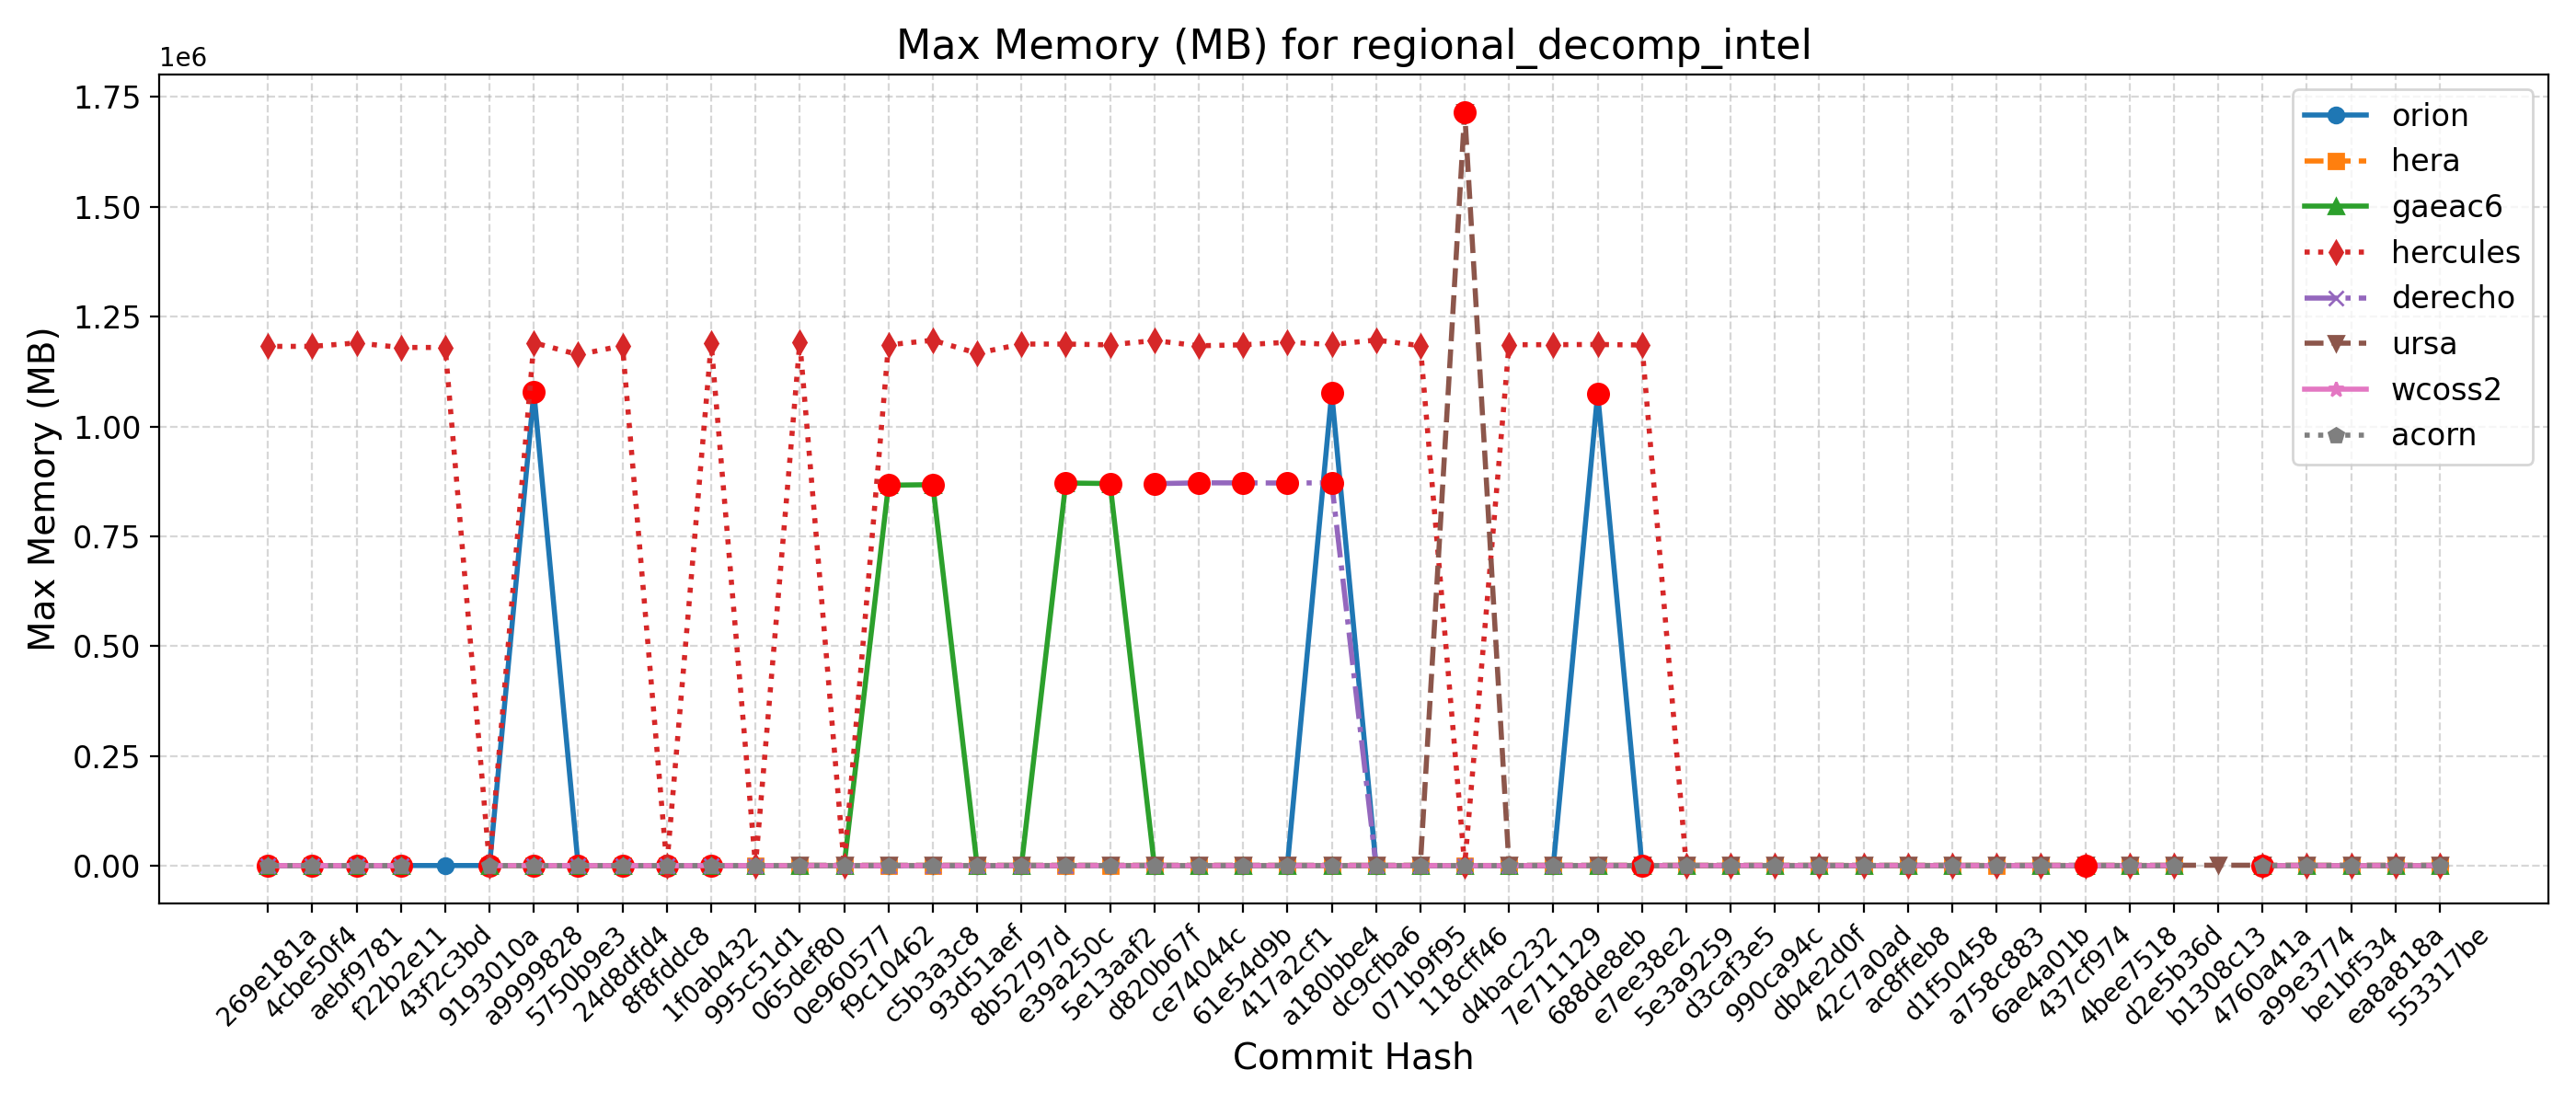 Max Memory (MB) for regional_decomp_intel
1e6
1.75
1.50
1.25
1.00
0.75
0.50
0.25
0.00
Max Memory (MB)
orion
hera
gaeac6
hercules
derecho
ursa
wcoss2
acorn
269e181a
4cbe50f4
aebf9781
f22b2e11
43f2c3bd
9193010a
a9999828
5750b9e3
24d8dfd4
8f8fddc8
1f0ab432
995c51d1
065def80
0e960577
f9c10462
c5b3a3c8
93d51aef
8b52797d
e39a250c
5e13aaf2
d820b67f
ce74044c
61e54d9b
417a2cf1
a180bbe4
dc9cfba6
071b9f95
118cff46
d4bac232
7e711129
688de8eb
e7ee38e2
5e3a9259
d3caf3e5
990ca94c
db4e2d0f
42c7a0ad
ac8ffeb8
d1f50458
a758c883
6ae4a01b
437cf974
4bee7518
d2e5b36d
b1308c13
4760a41a
a99e3774
be1bf534
ea8a818a
553317be
Commit Hash